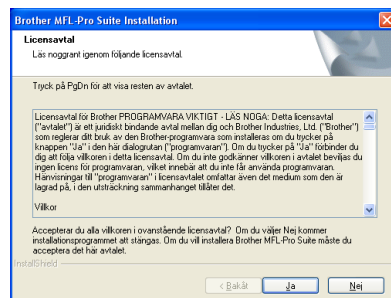 Brother MFL-Pro Suite Installation
Licensavtal
Läs noggrant igenom följande licensavtal.
Tryck på PgDn för att visa resten av avtalet.
Licensavtal för Brother PROGRAMVARA VIKTIGT - LÄS NOGA: Detta licensavtal
("avtalet") är ett juridiskt bindande avtal mellan dig och Brother Industries, Ltd. ("Brother")
som reglerar ditt bruk av den Brother-programvara som installeras om du trycker på
knappen "Ja" i den här dialogrutan ("programvaran"). Om du trycker på "Ja" förbinder du
dig att följa villkoren i detta licensavtal. Om du inte godkänner villkoren i avtalet beviljas du
ingen licens för programvaran, vilket innebär att du inte får använda programvaran.
Hänvisningar till "programvaran" i licensavtalet omfattar även det medium som den är
lagrad på, i den utsträckning sammanhanget tillåter det.
Villkor
Accepterar du alla villkoren i ovanstående licensavtal? Om du väljer Nej kommer
installationsprogrammet att stängas. Om du vill installera Brother MFL-Pro Suite måste du
acceptera det här avtalet.
InstallShield
< Bakåt Ja Nej